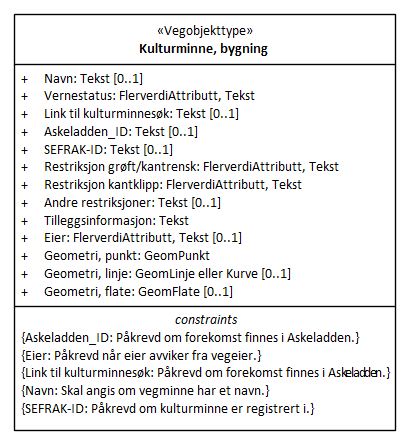 «Vegobjekttype»
Kulturminne, bygning
+ Navn: Tekst [0..1]
+ Vernestatus: FlerverdiAttributt, Tekst
+ Link til kulturminnesøk: Tekst [0..1]
+ Askeladden_ID: Tekst [0..1]
+ SEFRAK-ID: Tekst [0..1]
+ Restriksjon grøft/kantrensk: FlerverdiAttributt, Tekst
+ Restriksjon kantklipp: FlerverdiAttributt, Tekst
+ Andre restriksjoner: Tekst [0..1]
+ Tilleggsinformasjon: Tekst
+ Eier: FlerverdiAttributt, Tekst [0..1]
+ Geometri, punkt: GeomPunkt
+ Geometri, linje: GeomLinje eller Kurve [0..1]
+ Geometri, flate: GeomFlate [0..1]
constraints
{Askeladden_ID: Påkrevd om forekomst finnes i Askeladden.}
{Eier: Påkrevd når eier avviker fra vegeier.}
{Link til kulturminnesøk: Påkrevd om forekomst finnes i Askeladden.}
{Navn: Skal angis om vegminne har et navn.}
{SEFRAK-ID: Påkrevd om kulturminne er registrert i.}